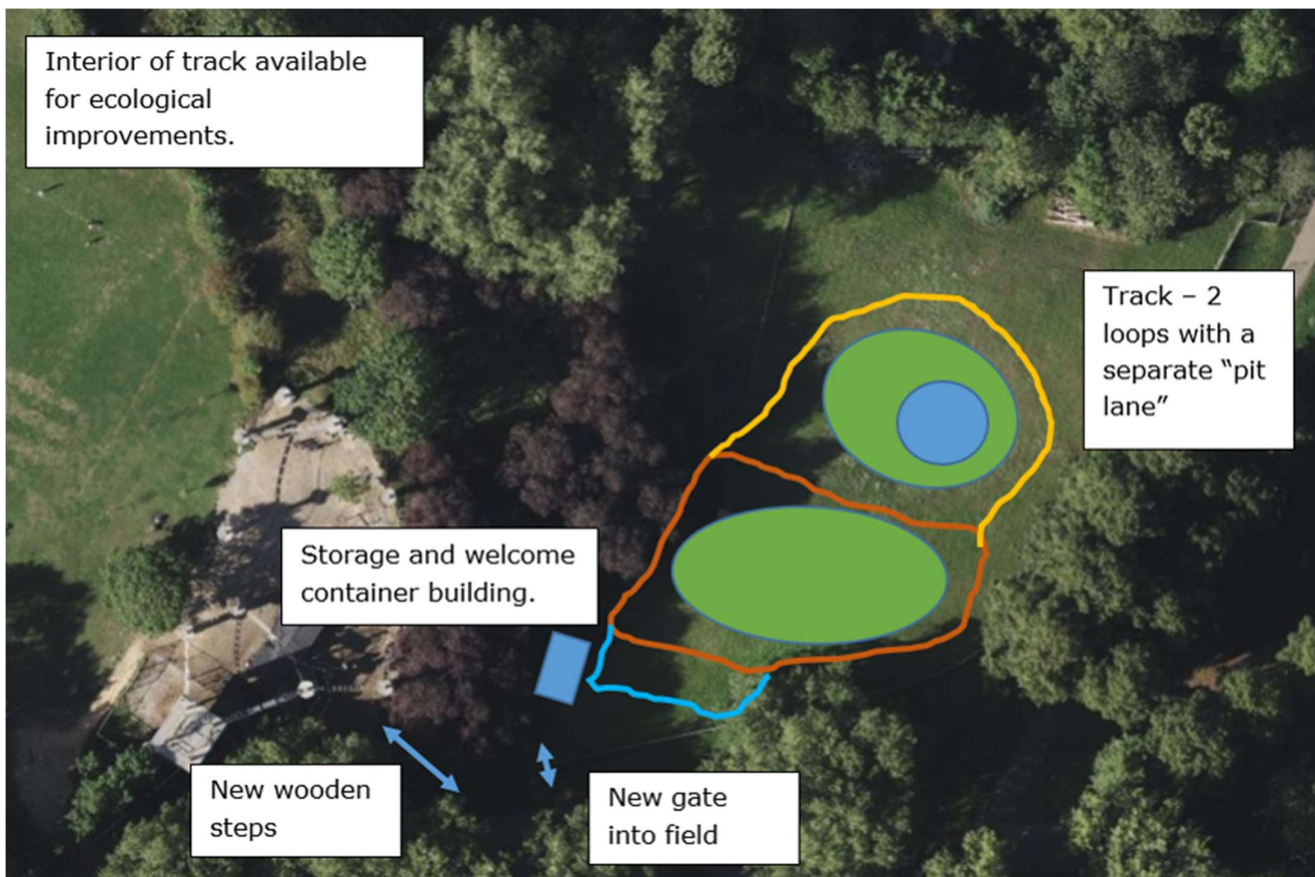 Interior of track available
for ecological
improvements.
Track – 2
loops with a
separate “pit
lane”
Storage and welcome
container building.
New wooden
steps
New gate
into field